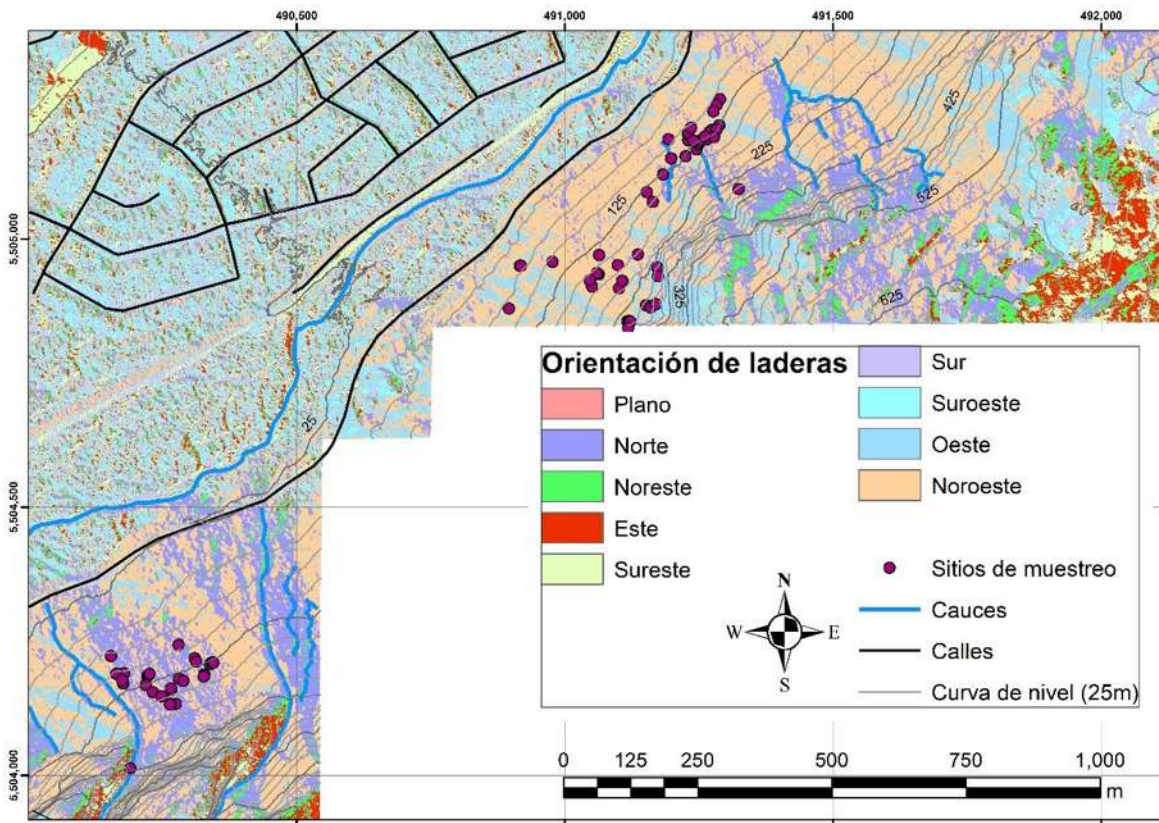 490,500 491,000 491,500 492,000
5,505,000
5,504,500
5,504,000
425
225
125
525
325
625
25
Orientación de laderas
Plano
Norte
Noreste
Este
Sureste
Sur
Suroeste
Oeste
Noroeste
Sitios de muestreo
Cauces
Calles
Curva de nivel (25m)
N
W E
S
0 125 250 500 750 1,000
m